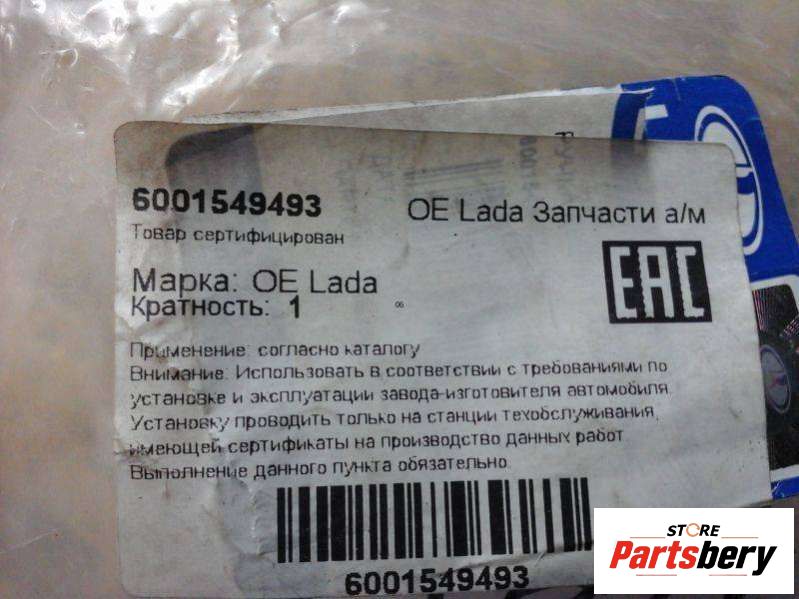 6001549493
OE Lada Запчасти а/м
Товар сертифицирован
EAC
Марка: OE Lada
Кратность: 1
Применение: согласно каталогу
Внимание: Использовать в соответствии с требованиями по
установке и эксплуатации завода-изготовителя автомобиля.
Установку проводить только на станции техобслуживания,
имеющей сертификаты на производство данных работ.
Выполнение данного пункта обязательно.
6001549493
STORE
Partsbery